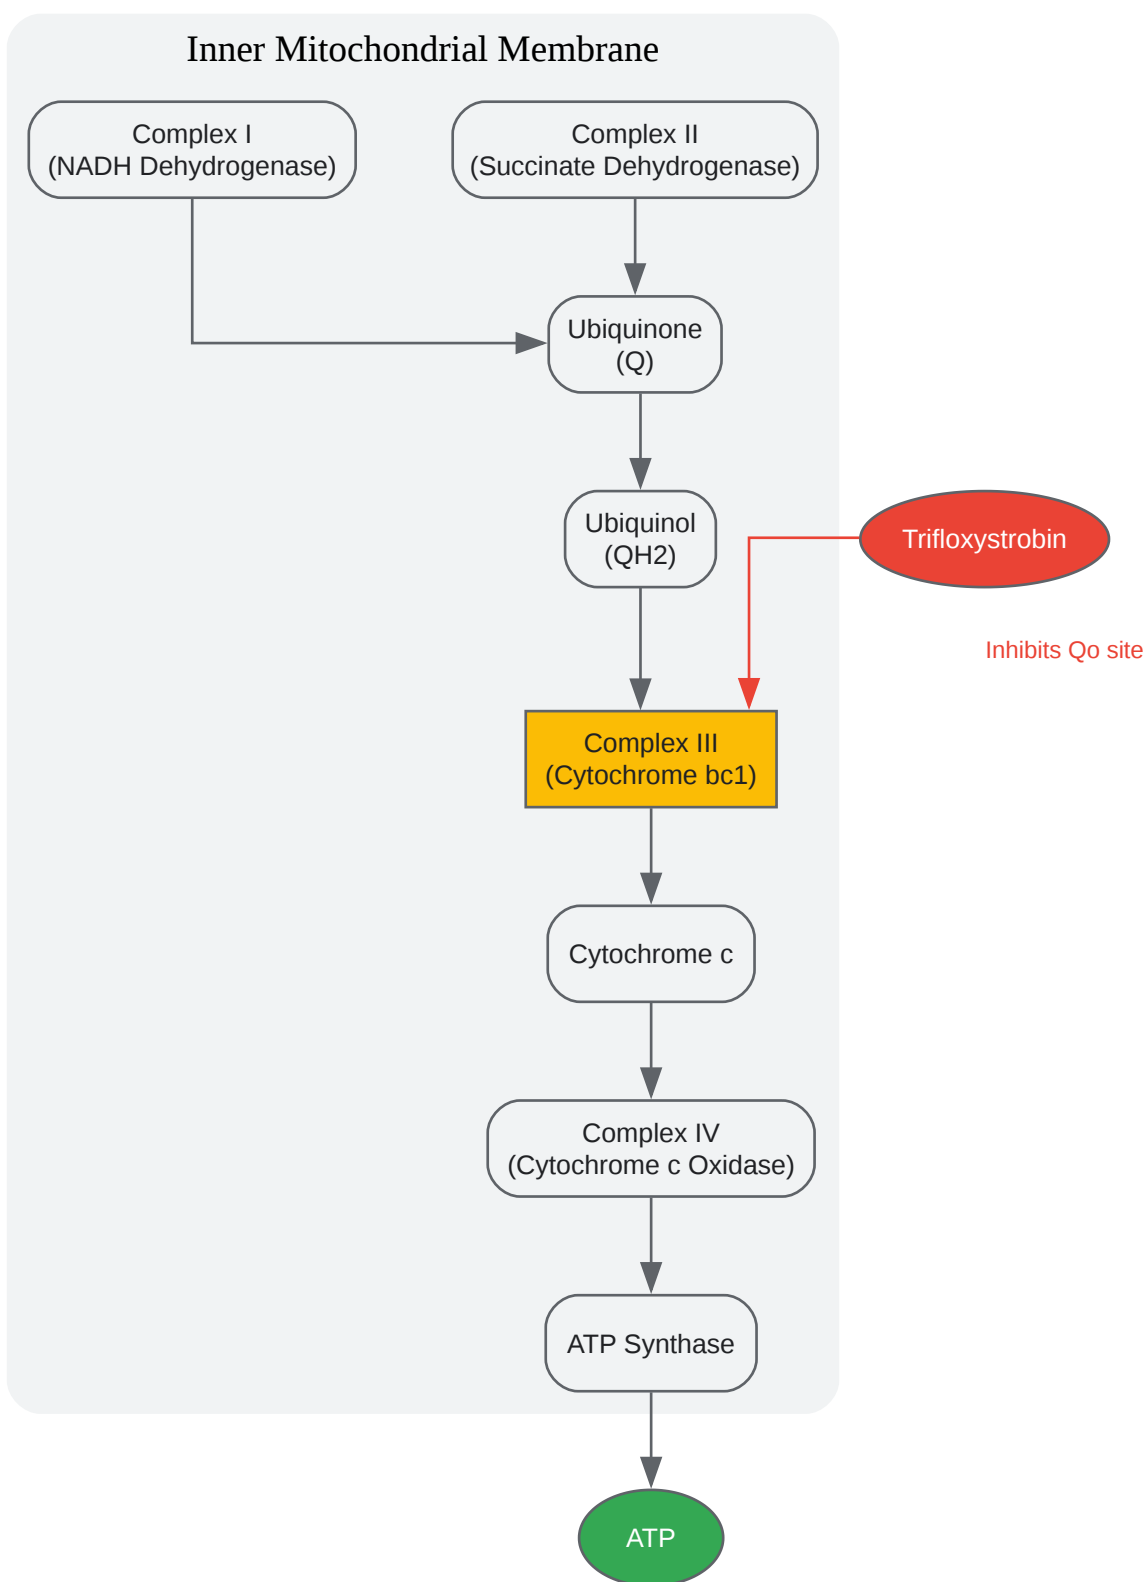 Inner Mitochondrial Membrane
Complex I
(NADH Dehydrogenase)
Complex II
(Succinate Dehydrogenase)
Ubiquinone
(Q)
Ubiquinol
(QH2)
Trifloxystrobin
Inhibits Qo site
Complex III
(Cytochrome bc1)
Cytochrome c
Complex IV
(Cytochrome c Oxidase)
ATP Synthase
ATP